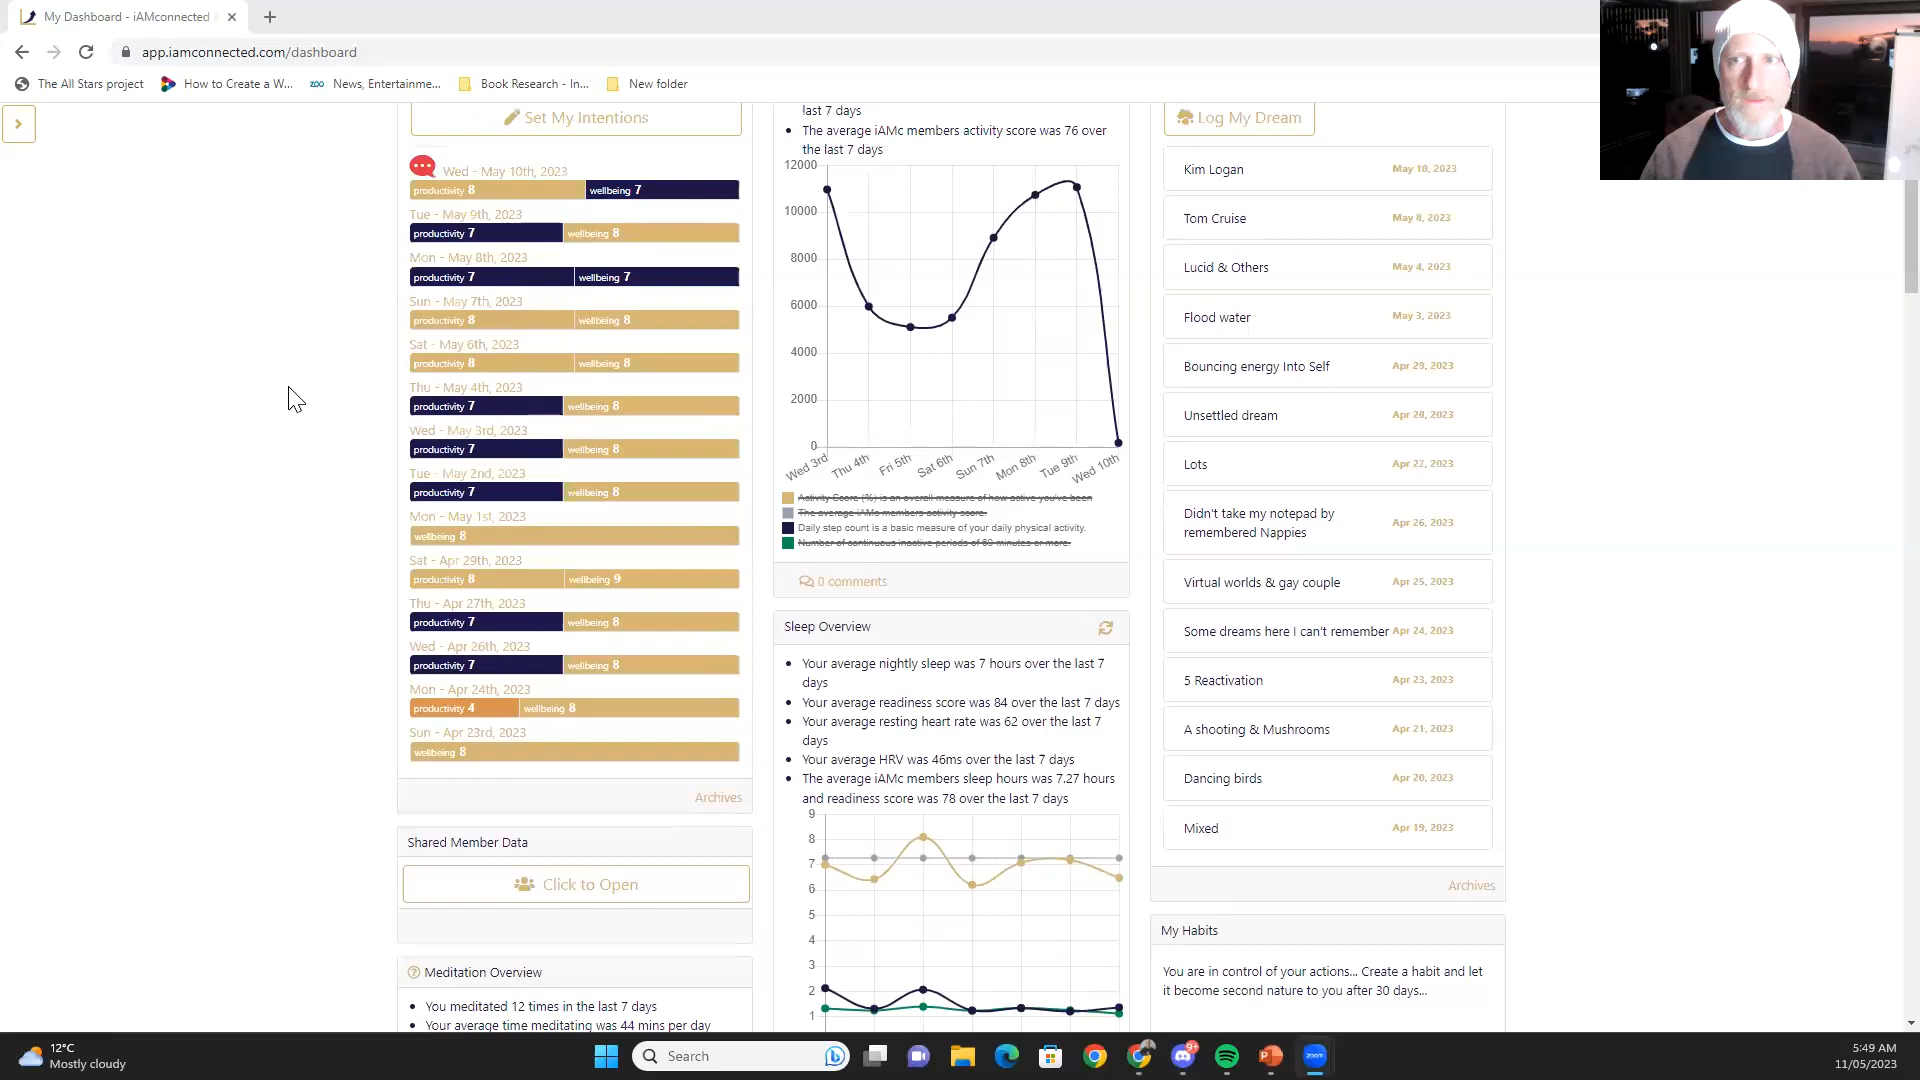 My Dashboard - iAMconnected
app.iamconnected.com/dashboard
The All Stars project
How to Create a W...
News, Entertainme...
Book Research - In...
New folder
Set My Intentions
Wed - May 10th, 2023
productivity 8 wellbeing 7
Tue - May 9th, 2023
productivity 7 wellbeing 8
Mon - May 8th, 2023
productivity 7 wellbeing 7
Sun - May 7th, 2023
productivity 8 wellbeing 8
Sat - May 6th, 2023
productivity 8 wellbeing 8
Thu - May 4th, 2023
productivity 7 wellbeing 8
Wed - May 3rd, 2023
productivity 7 wellbeing 8
Tue - May 2nd, 2023
productivity 7 wellbeing 8
Mon - May 1st, 2023
wellbeing 8
Sat - Apr 29th, 2023
productivity 8 wellbeing 9
Thu - Apr 27th, 2023
productivity 7 wellbeing 8
Wed - Apr 26th, 2023
productivity 7 wellbeing 8
Mon - Apr 24th, 2023
productivity 4 wellbeing 8
Sun - Apr 23rd, 2023
wellbeing 8
Archives
Shared Member Data
Click to Open
Meditation Overview
You meditated 12 times in the last 7 days
Your average time meditating was 44 mins per day
last 7 days
The average iAMc members activity score was 76 over
the last 7 days
12000
10000
8000
6000
4000
2000
0
Wed 3rd Thu 4th Fri 5th Sat 6th Sun 7th Mon 8th Tue 9th Wed 10th
Activity Score (%) is an overall measure of how active you've been
The average iAMc members activity score.
Daily step count is a basic measure of your daily physical activity.
Number of continuous inactive periods of 60 minutes or more.
0 comments
Sleep Overview
Your average nightly sleep was 7 hours over the last 7
days
Your average readiness score was 84 over the last 7 days
Your average resting heart rate was 62 over the last 7
days
Your average HRV was 46ms over the last 7 days
The average iAMc members sleep hours was 7.27 hours
and readiness score was 78 over the last 7 days
9
8
7
6
5
4
3
2
1
Log My Dream
Kim Logan May 10, 2023
Tom Cruise 
Lucid & Others May 4, 2023
Flood water May 3, 2023
Bouncing energy Into Self
Unsettled dream
Lots
Didn't take my notepad by
remembered Nappies Apr 26, 2023
Virtual worlds & gay couple Apr 25, 2023
Some dreams here I can't remember Apr 24, 2023
5 Reactivation Apr 23, 2023
A shooting & Mushrooms Apr 21, 2023
Dancing birds Apr 20, 2023
Mixed Apr 19, 2023
Archives
My Habits
You are in control of your actions... Create a habit and let
it become second nature to you after 30 days...
12°C
Mostly cloudy
Search
9+
zoom
5:49 AM
11/05/2023